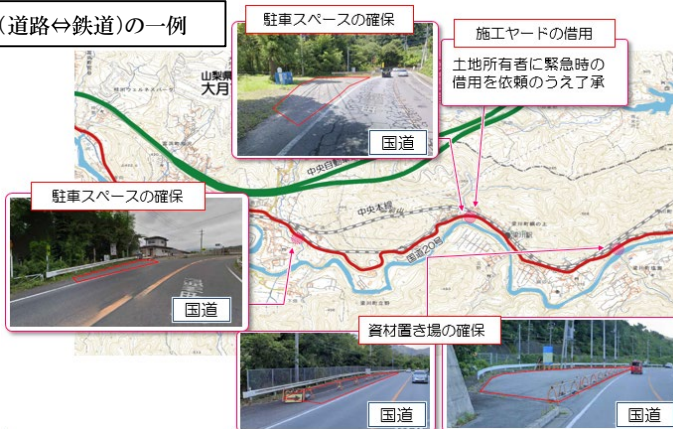 (道路⇔鉄道)の一例
駐車スペースの確保
国道
施工ヤードの借用
土地所有者に緊急時の
借用を依頼のうえ了承
山梨県
大月
中央自動車
中央本線
国道20号
駐車スペースの確保
国道
資材置き場の確保
国道
国道